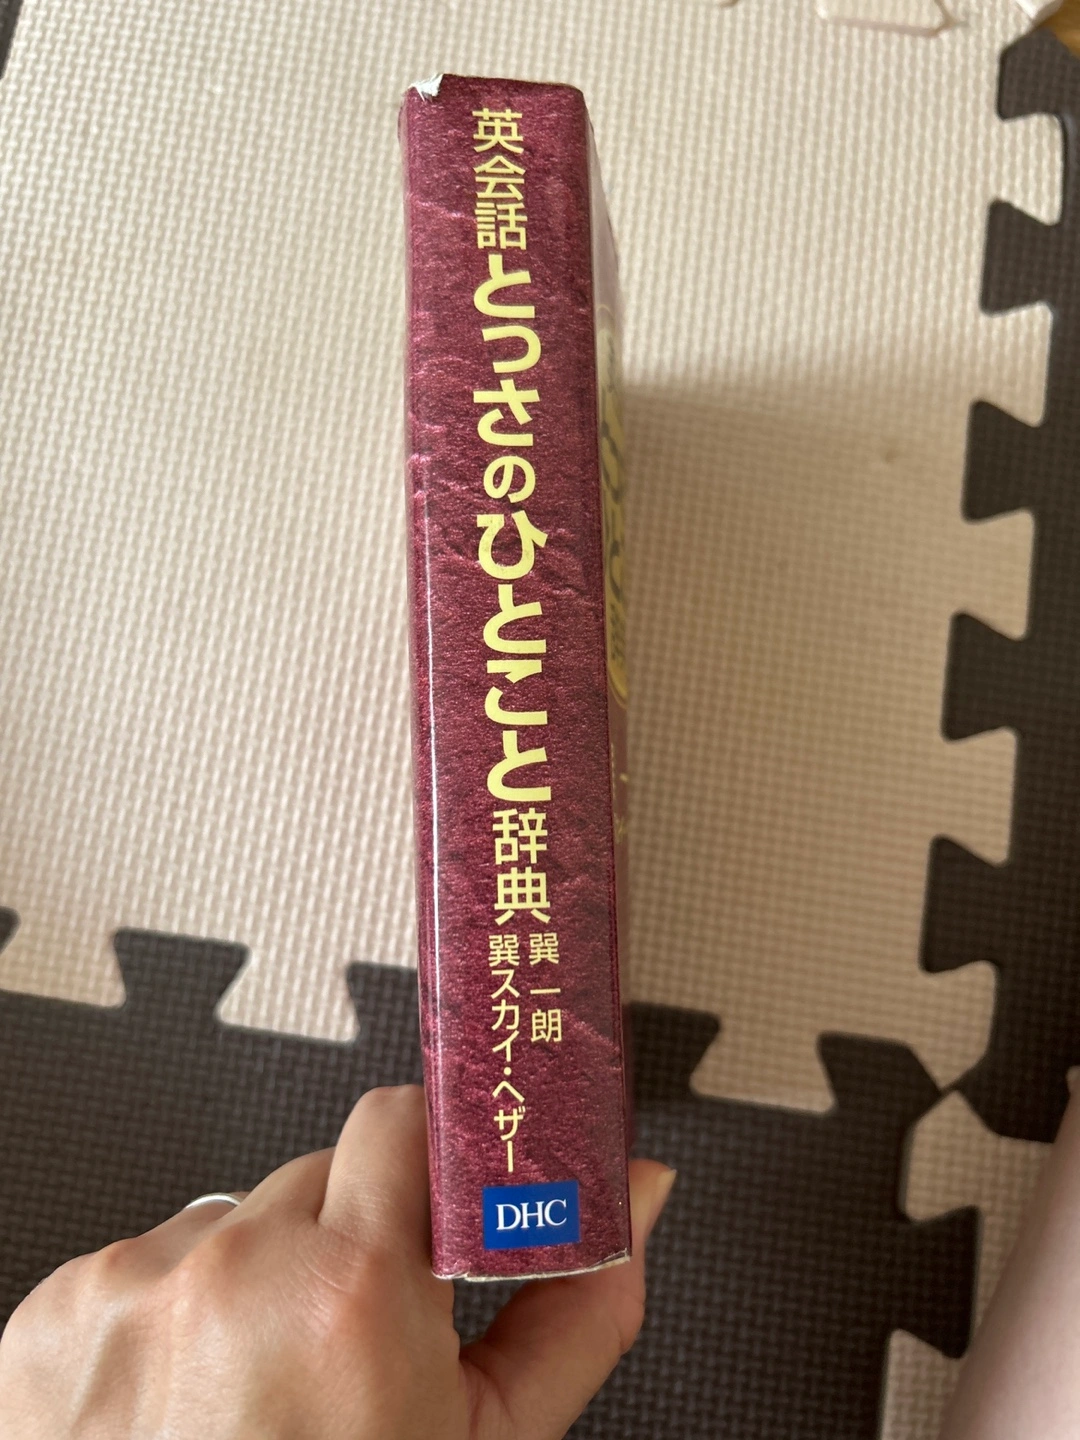 英会話とっさのひとこと辞典
巽 一朗
巽スカイ・ヘザー
DHC